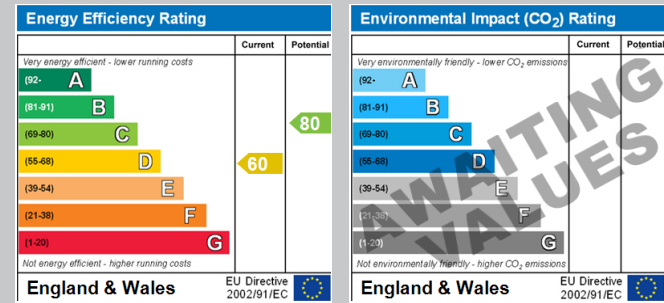 Energy Efficiency Rating
Current Potential
Very energy efficient - lower running costs
(92- A
(81-91) B
(69-80) C
(55-68) D
(39-54) E
(21-38) F
(1-20) G
80
60
Not energy efficient - higher running costs
England & Wales
EU Directive
2002/91/EC
Environmental Impact (CO2) Rating
Current Potential
Very environmentally friendly - lower CO2 emissions
(92- A
(81-91) B
(69-80) C
(55-68) D
(39-54) E
(21-38) F
(1-20) G
AWAITING
VALUES
Not environmentally friendly - higher CO2 emissions
England & Wales
EU Directive
2002/91/EC